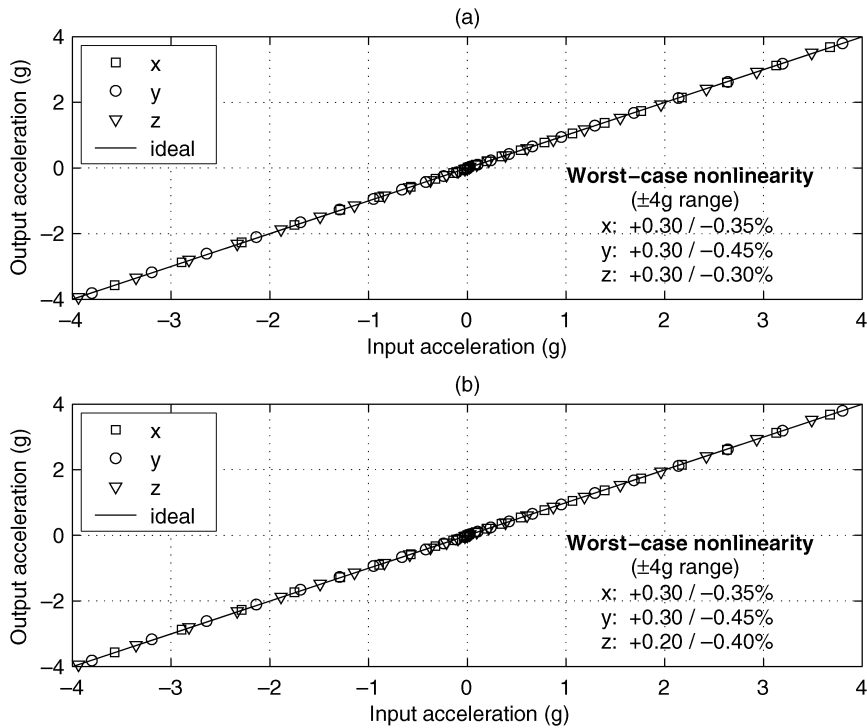 (a)
4
2
0
−2
−4
Output acceleration (g)
x
y
z
ideal
Worst−case nonlinearity
(±4g range)
x: +0.30 / −0.35%
y: +0.30 / −0.45%
z: +0.30 / −0.30%
−4 −3 −2 −1 0 1 2 3 4
Input acceleration (g)
(b)
4
2
0
−2
−4
Output acceleration (g)
x
y
z
ideal
Worst−case nonlinearity
(±4g range)
x: +0.30 / −0.35%
y: +0.30 / −0.45%
z: +0.20 / −0.40%
−4 −3 −2 −1 0 1 2 3 4
Input acceleration (g)